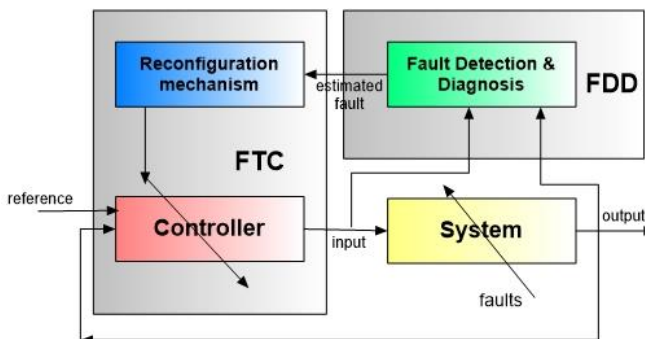 Reconfiguration
mechanism
Fault Detection &
Diagnosis
FDD
estimated
fault
FTC
reference
Controller
input
System
output
faults